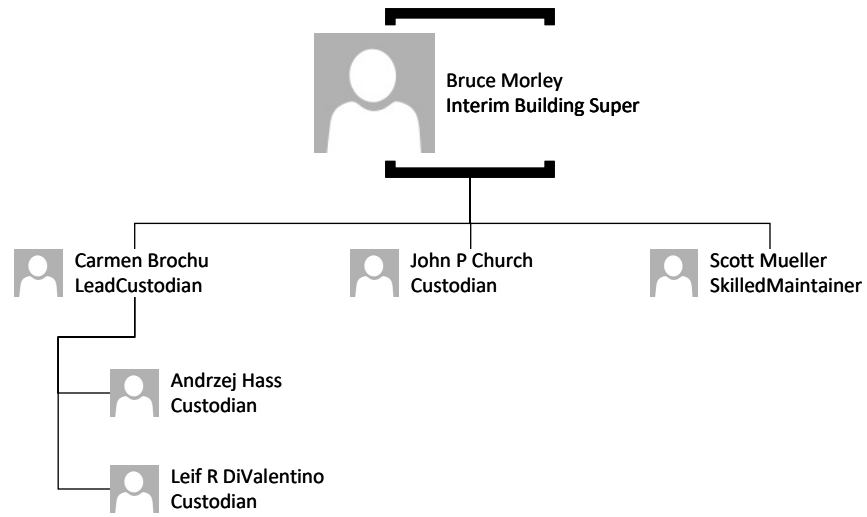 Bruce Morley
Interim Building Super
Carmen Brochu
LeadCustodian
John P Church
Custodian
Scott Mueller
SkilledMaintainer
Andrzej Hass
Custodian
Leif R DiValentino
Custodian